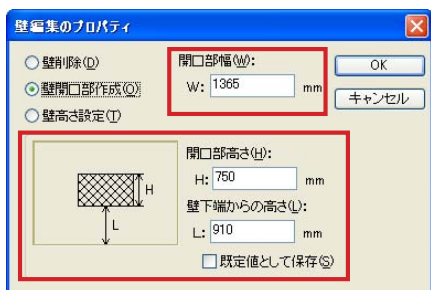 壁編集のプロパティ
壁削除(D)
壁開口部作成(O)
壁高さ設定(T)
開口部幅(W):
W: 1365 mm
OK
キャンセル
開口部高さ(H):
H: 750 mm
壁下端からの高さ(L):
L: 910 mm
既定値として保存(S)
H
L